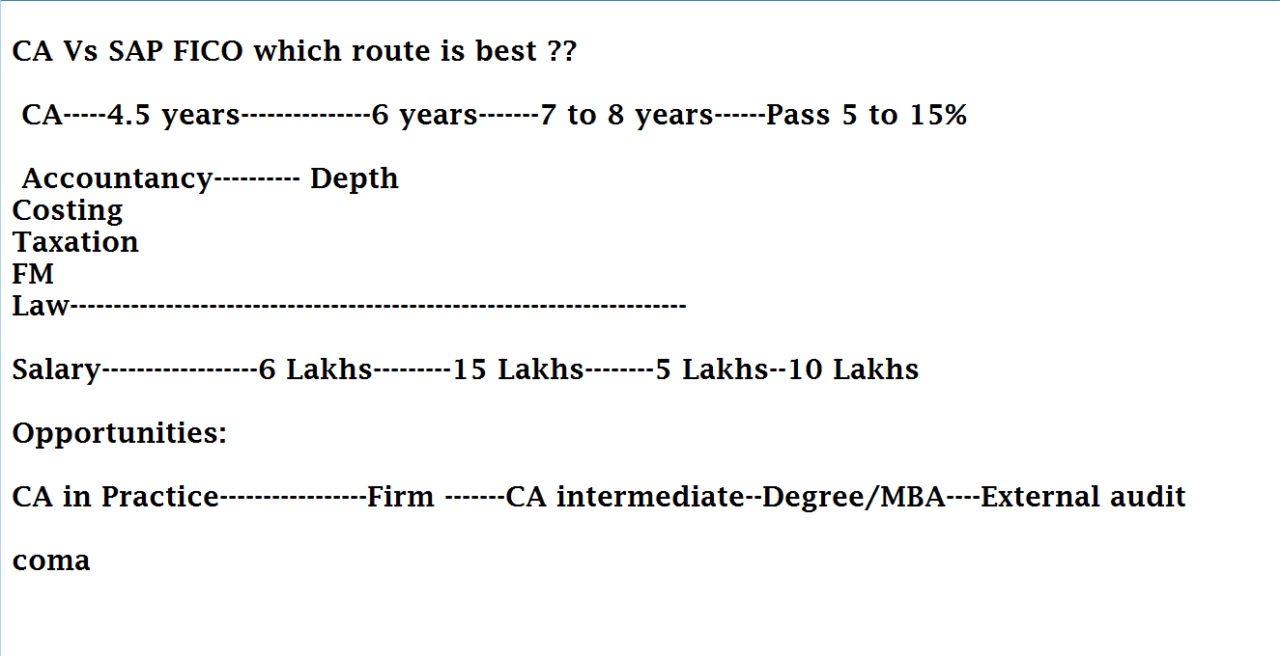 CA Vs SAP FICO which route is best ??
CA-----4.5 years---------------6 years-------7 to 8 years------Pass 5 to 15%
Accountancy---------- Depth
Costing
Taxation
FM
Law-----------------------------------------------------------------------
Salary------------------6 Lakhs---------15 Lakhs--------5 Lakhs--10 Lakhs
Opportunities:
CA in Practice-----------------Firm -------CA intermediate--Degree/MBA----External audit
coma